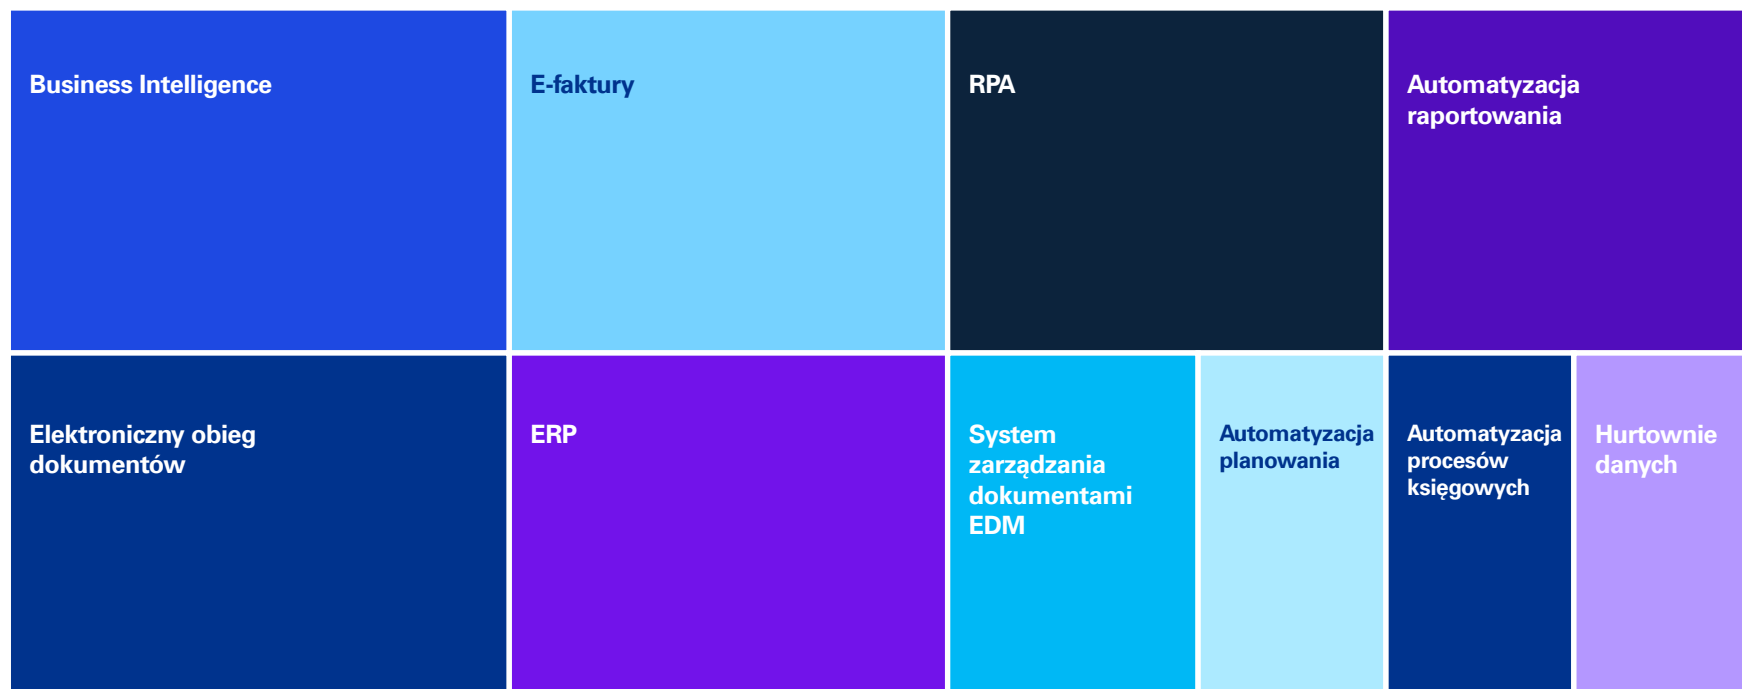 Business Intelligence
E-faktury
RPA
Automatyzacja
raportowania
Elektroniczny obieg
dokumentów
ERP
System
zarządzania
dokumentami
EDM
Automatyzacja
planowania
Automatyzacja
procesów
księgowych
Hurtownie
danych